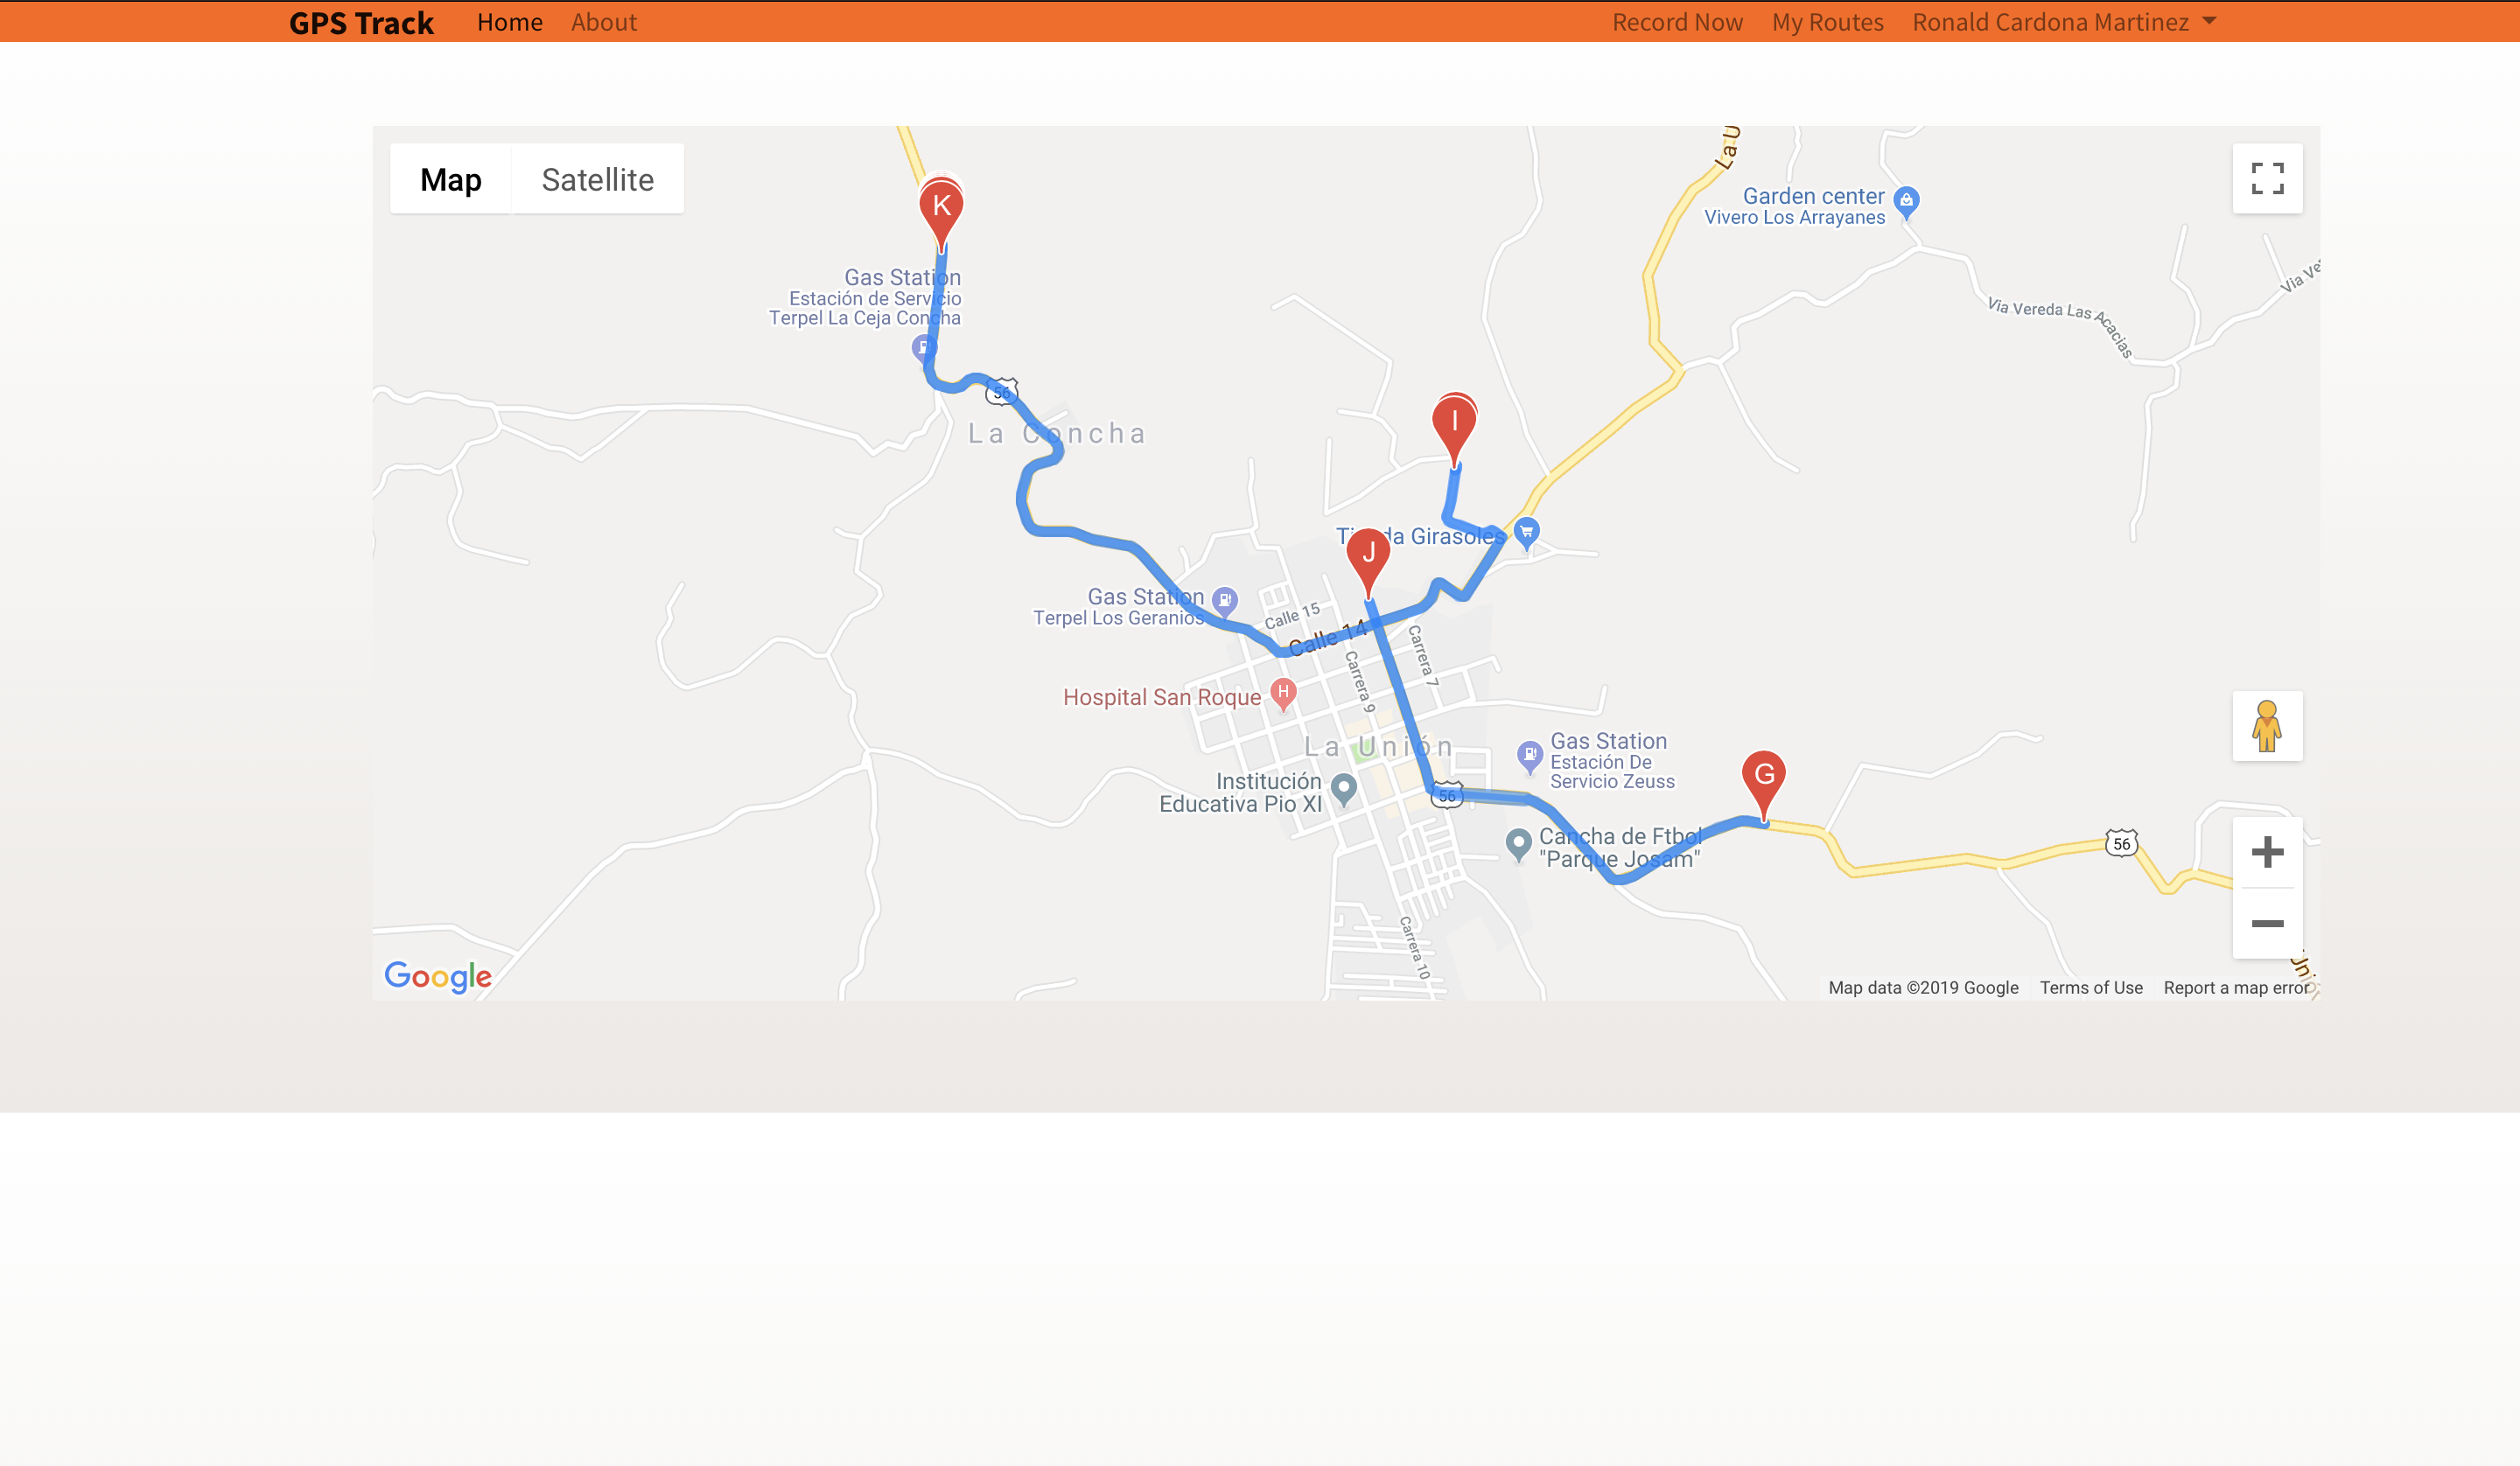 GPS Track Home About Record Now My Routes Ronald Cardona Martinez
Map Satellite
La U
Garden center
Vivero Los Arrayanes
K
Gas Station
Estación de Servicio
Terpel La Ceja Concha
Via Ve
Via Vereda Las Acacias
56
La Concha
I
Tienda Girasoles
J
Gas Station
Terpel Los Geranios
Calle 15
Calle 14
Carrera 7
Carrera 9
Hospital San Roque
H
La Unión
Gas Station
Estación De
Servicio Zeuss
G
Institución
Educativa Pio XI
56
Cancha de Ftbol
"Parque Josam"
56
Carrera 10
Google
Map data ©2019 Google Terms of Use Report a map error